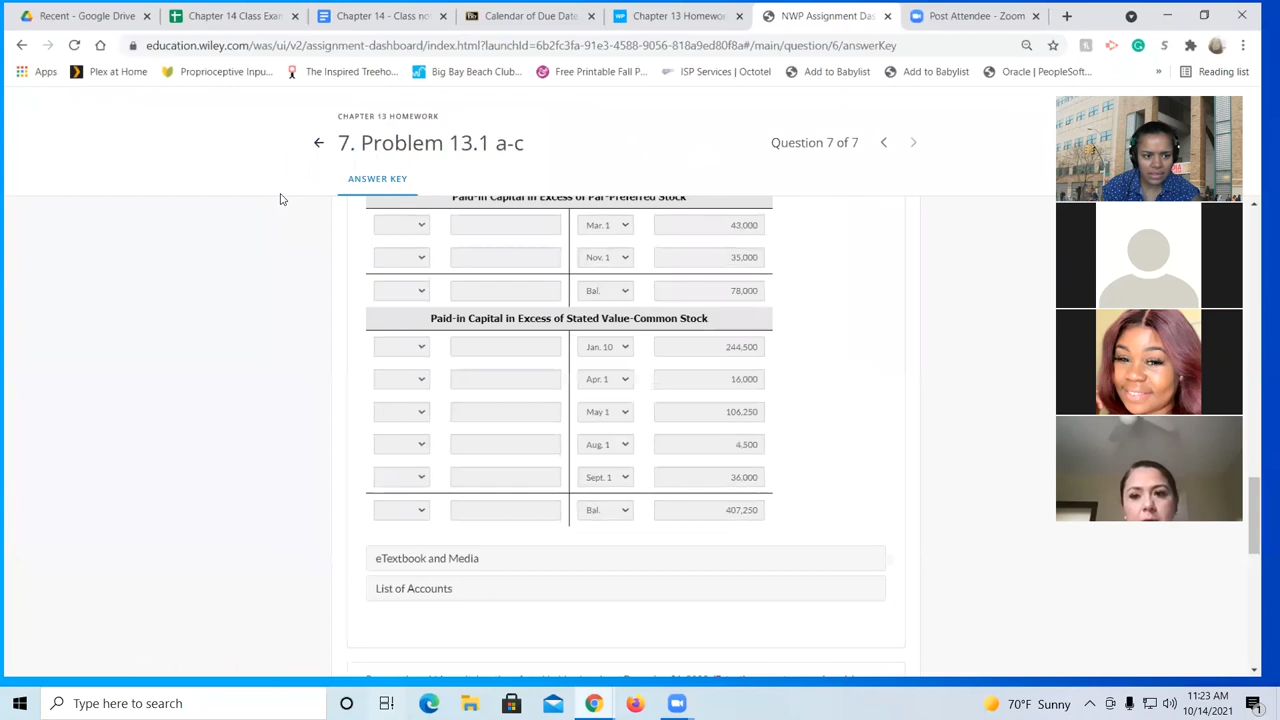 Recent - Google Drive
Chapter 14 Class Exam
Chapter 14 - Class not
Calendar of Due Date
Chapter 13 Homewor
NWP Assignment Das
Post Attendee - Zoom
education.wiley.com/was/ui/v2/assignment-dashboard/index.html?launchId=6b2fc3fa-91e3-4588-9056-818a9ed80f8a#/main/question/6/answerKey
Apps
Plex at Home
Proprioceptive Inpu...
The Inspired Treeho...
Big Bay Beach Club...
Free Printable Fall P...
ISP Services | Octotel
Add to Babylist
Add to Babylist
Oracle | PeopleSoft...
»
Reading list
CHAPTER 13 HOMEWORK
7. Problem 13.1 a-c
Question 7 of 7
ANSWER KEY
Paid-in Capital in Excess of Par-Preferred Stock
Mar. 1 43,000
Nov. 1 35,000
Bal. 78,000
Paid-in Capital in Excess of Stated Value-Common Stock
Jan. 10 244,500
Apr. 1 16,000
May 1 106,250
Aug. 1 4,500
Sept. 1 36,000
Bal. 407,250
eTextbook and Media
List of Accounts
Type here to search
70°F Sunny
11:23 AM
10/14/2021